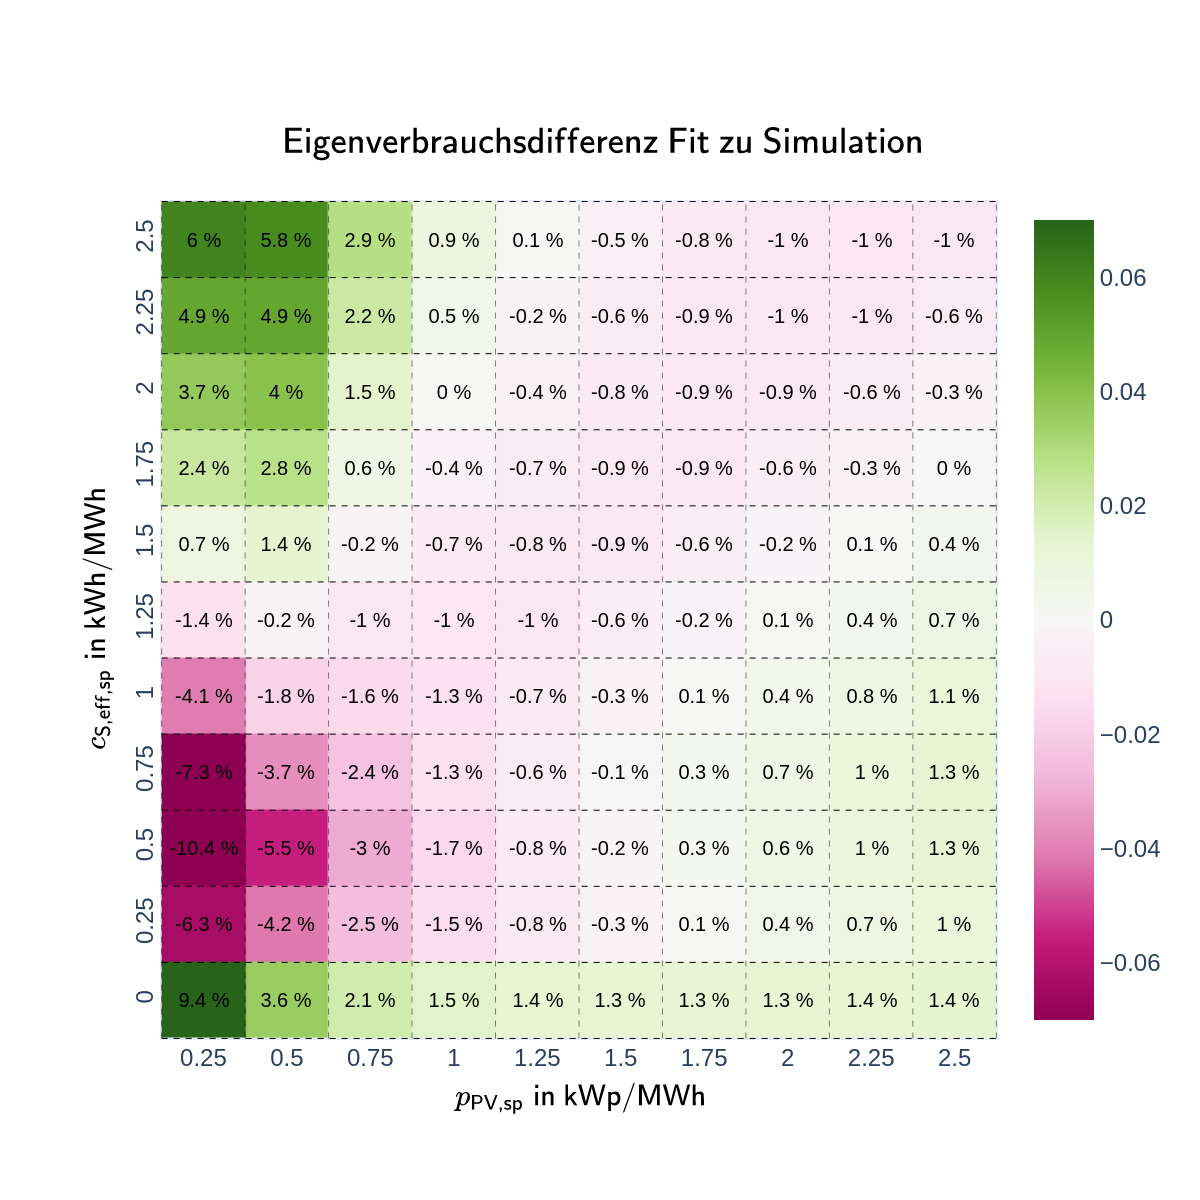 Eigenverbrauchsdifferenz Fit zu Simulation
2.5 6 % 5.8 % 2.9 % 0.9 % 0.1 % -0.5 % -0.8 % -1 % -1 % -1 %
2.25 4.9 % 4.9 % 2.2 % 0.5 % -0.2 % -0.6 % -0.9 % -1 % -1 % -0.6 %
2 3.7 % 4 % 1.5 % 0 % -0.4 % -0.8 % -0.9 % -0.9 % -0.6 % -0.3 %
1.75 2.4 % 2.8 % 0.6 % -0.4 % -0.7 % -0.9 % -0.9 % -0.6 % -0.3 % 0 %
1.5 0.7 % 1.4 % -0.2 % -0.7 % -0.8 % -0.9 % -0.6 % -0.2 % 0.1 % 0.4 %
1.25 -1.4 % -0.2 % -1 % -1 % -1 % -0.6 % -0.2 % 0.1 % 0.4 % 0.7 %
1 -4.1 % -1.8 % -1.6 % -1.3 % -0.7 % -0.3 % 0.1 % 0.4 % 0.8 % 1.1 %
0.75 -7.3 % -3.7 % -2.4 % -1.3 % -0.6 % -0.1 % 0.3 % 0.7 % 1 % 1.3 %
0.5 -10.4 % -5.5 % -3 % -1.7 % -0.8 % -0.2 % 0.3 % 0.6 % 1 % 1.3 %
0.25 -6.3 % -4.2 % -2.5 % -1.5 % -0.8 % -0.3 % 0.1 % 0.4 % 0.7 % 1 %
0 9.4 % 3.6 % 2.1 % 1.5 % 1.4 % 1.3 % 1.3 % 1.3 % 1.4 % 1.4 %
0.25 0.5 0.75 1 1.25 1.5 1.75 2 2.25 2.5
pPV,sp in kWp/MWh
cS,eff,sp in kWh/MWh
0.06
0.04
0.02
0
−0.02
−0.04
−0.06